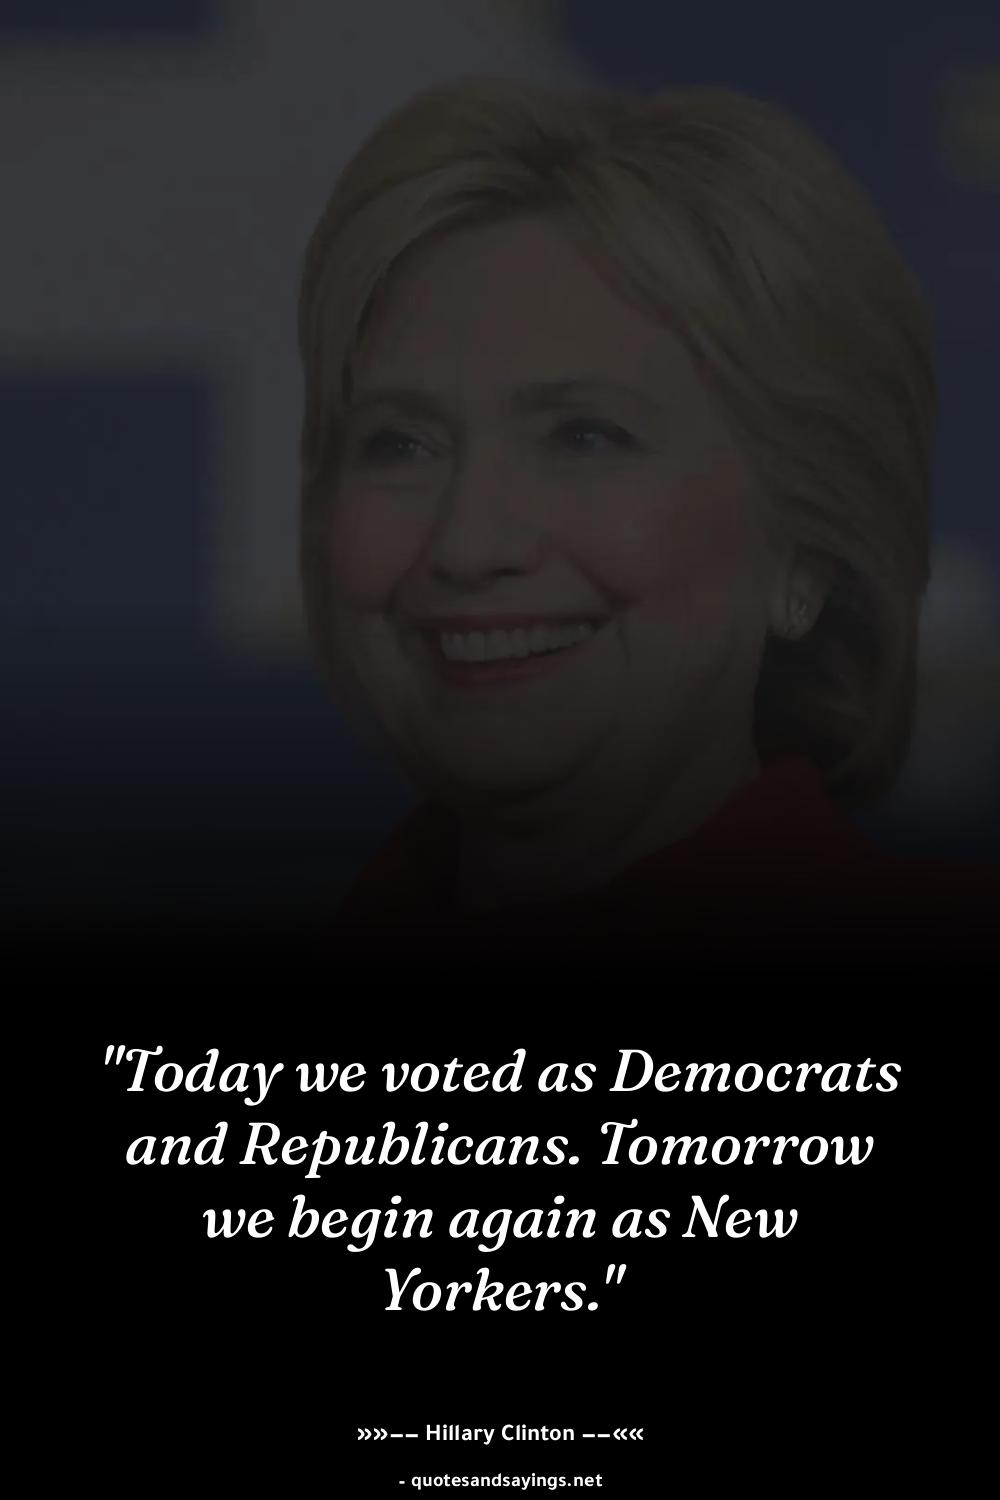 "Today we voted as Democrats
and Republicans. Tomorrow
we begin again as New
Yorkers."
»»−− Hillary Clinton −−««
- quotesandsayings.net